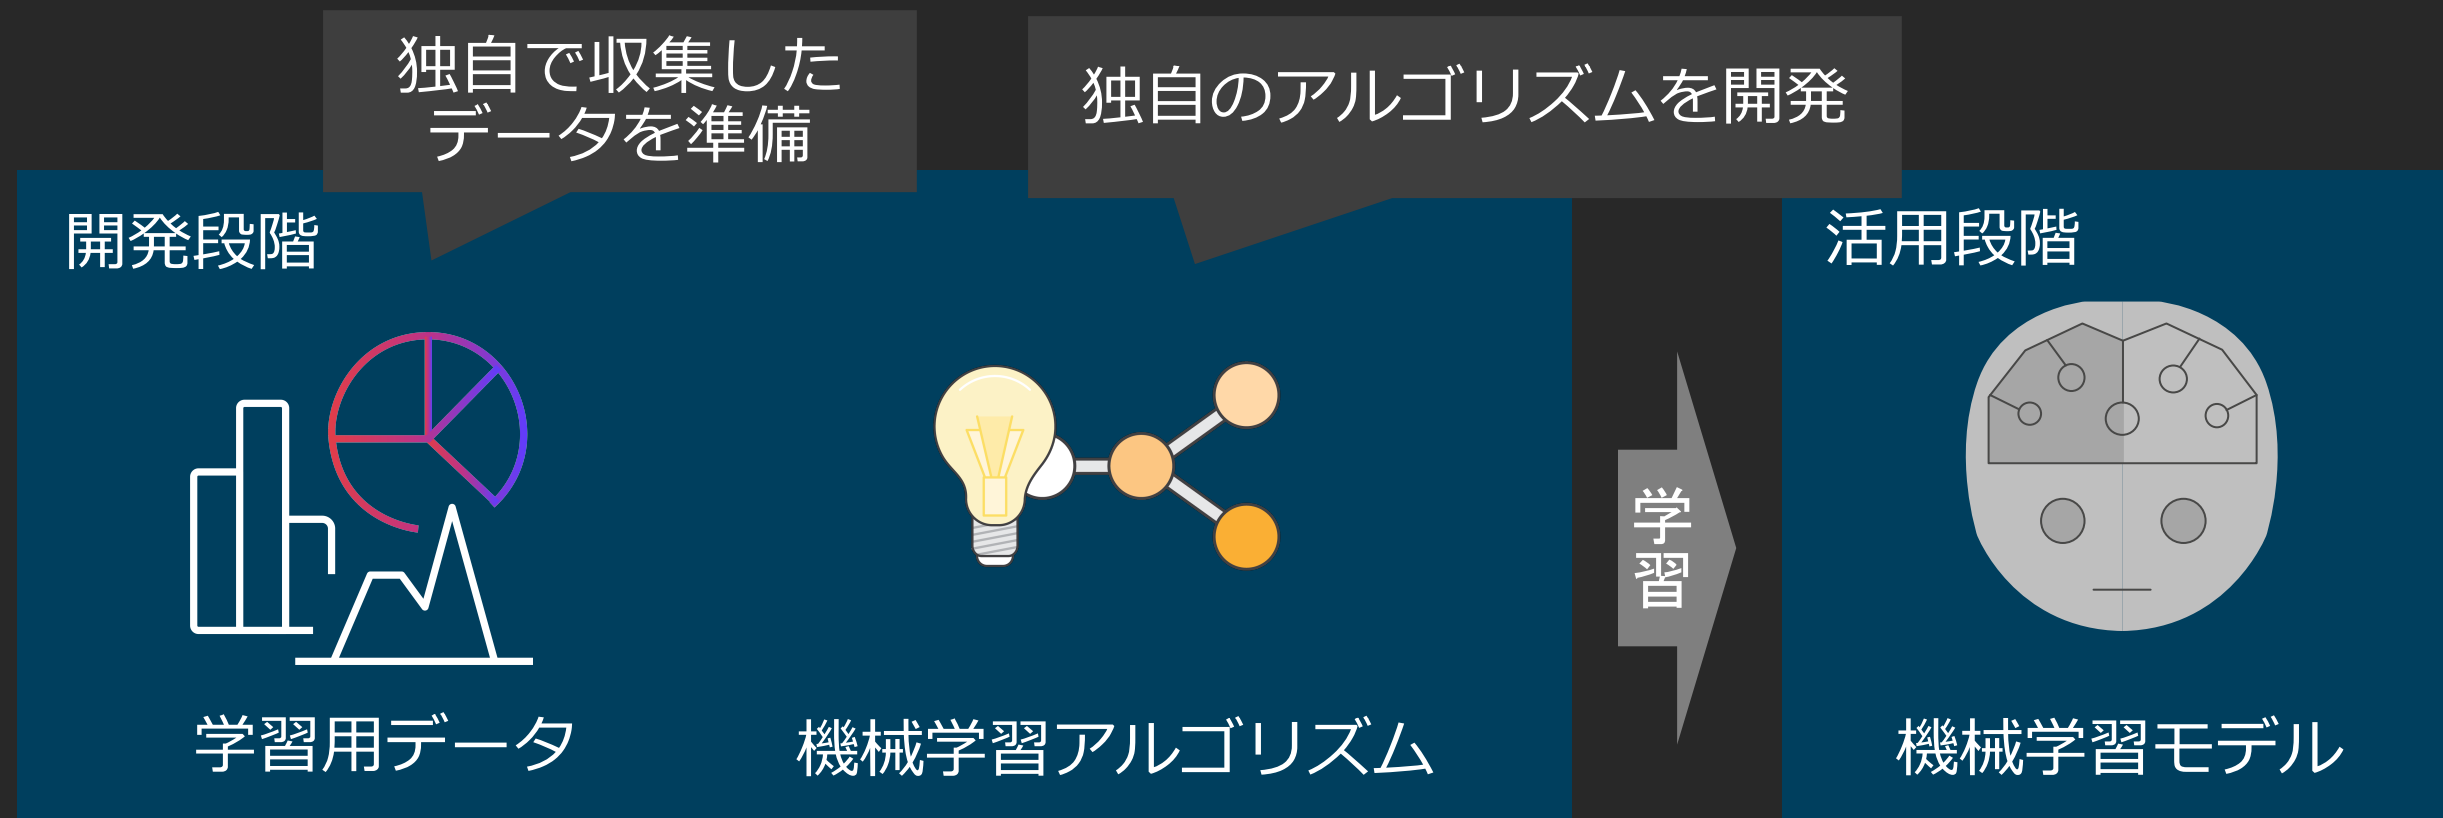 独自で収集した
データを準備
独自のアルゴリズムを開発
開発段階
活用段階
学習
学習用データ
機械学習アルゴリズム
機械学習モデル